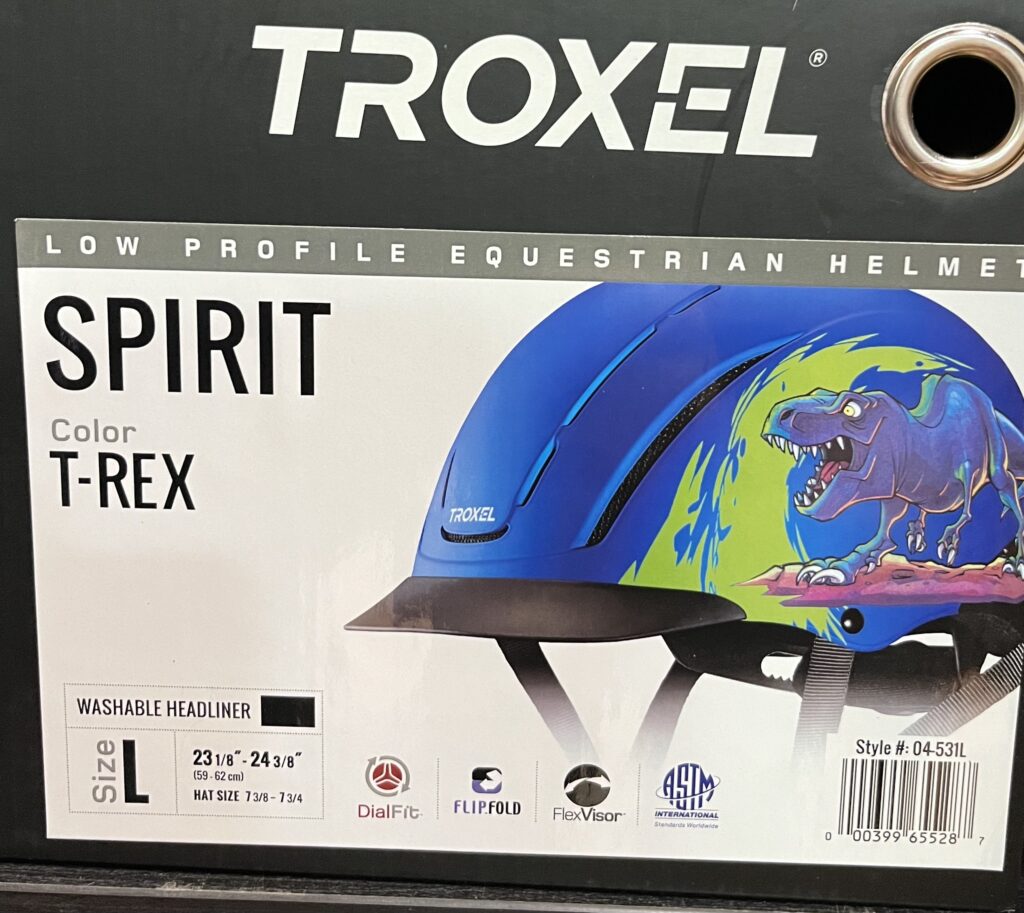 TROXEL®
LOW PROFILE EQUESTRIAN HELMET
SPIRIT
Color
T-REX
TROXEL
WASHABLE HEADLINER
Size L
23 1/8" - 24 3/8"
(59 - 62 cm)
HAT SIZE 7 3/8 - 7 3/4
DialFit
FLIP.FOLD
FlexVisor
ASTM
INTERNATIONAL
Standards Worldwide
Style #: 04-531L
0 00399 65528 7